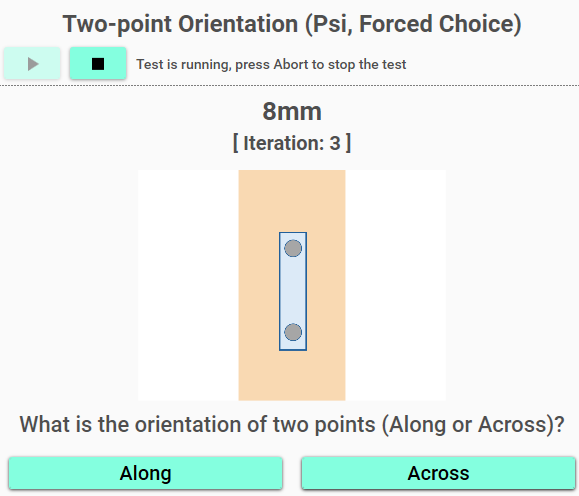 Two-point Orientation (Psi, Forced Choice)
Test is running, press Abort to stop the test
8mm
[ Iteration: 3 ]
What is the orientation of two points (Along or Across)?
Along
Across